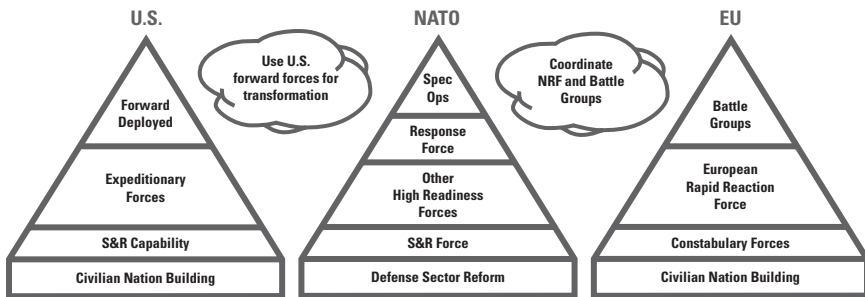 U.S.
NATO
EU
Use U.S.
forward forces for
transformation
Coordinate
NRF and Battle
Groups
Forward
Deployed
Expeditionary
Forces
S&R Capability
Civilian Nation Building
Spec
Ops
Response
Force
Other
High Readiness
Forces
S&R Force
Defense Sector Reform
Battle
Groups
European
Rapid Reaction
Force
Constabulary Forces
Civilian Nation Building